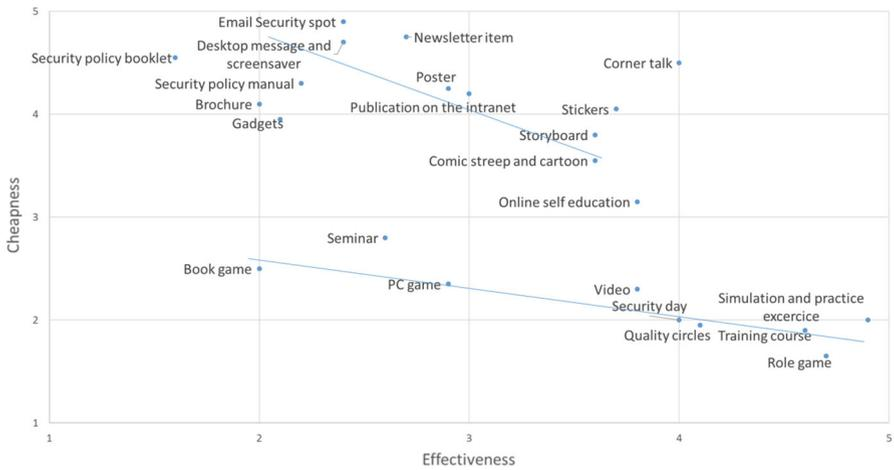 5
Email Security spot
Newsletter item
Desktop message and
screensaver
Security policy booklet
Corner talk
Poster
Security policy manual
Brochure
Publication on the intranet
Stickers
4
Gadgets
Storyboard
Comic streep and cartoon
Online self education
Cheapness
3
Seminar
Book game
PC game
Video
Simulation and practice
excercice
Security day
2
Quality circles
Training course
Role game
1
1
2
3
4
5
Effectiveness